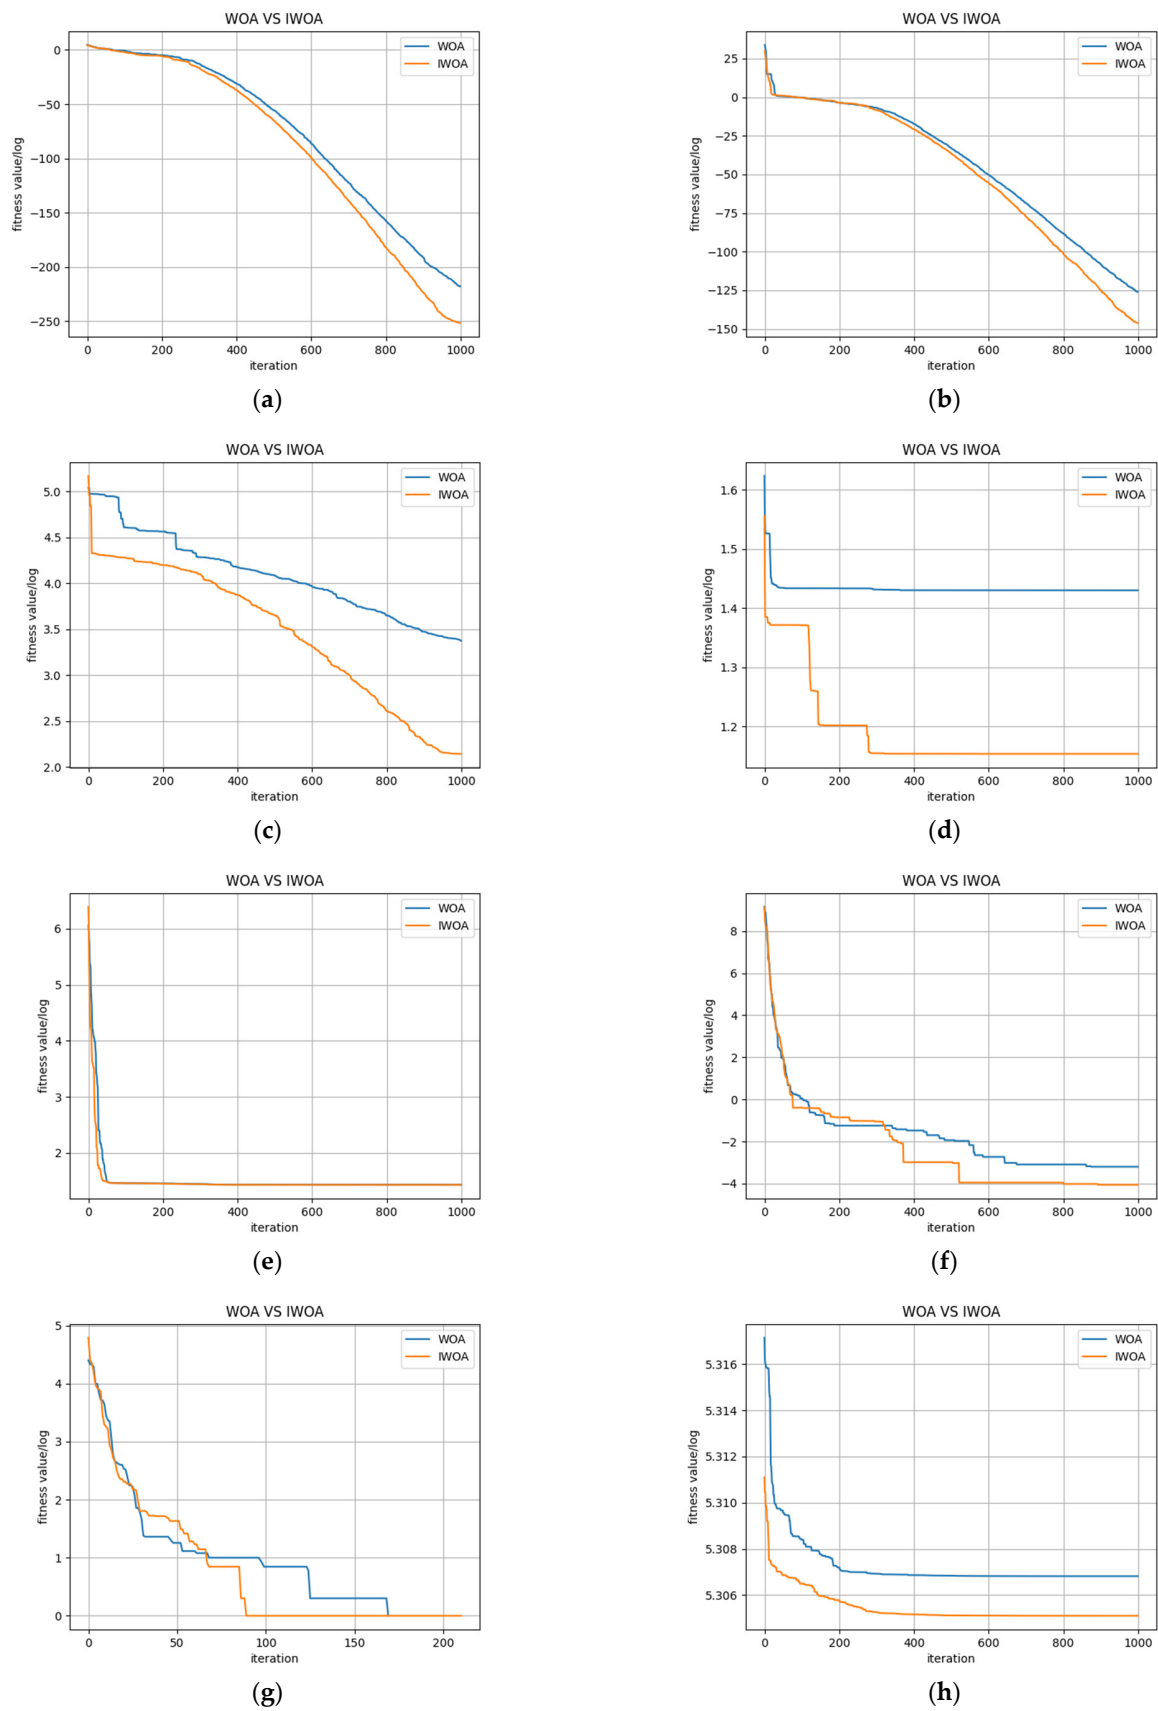 WOA VS IWOA
WOA
IWOA
0
−50
−100
−150
−200
−250
fitness value/log
0 200 400 600 800 1000
iteration
(a)
WOA VS IWOA
WOA
IWOA
25
0
−25
−50
−75
−100
−125
−150
fitness value/log
0 200 400 600 800 1000
iteration
(b)
WOA VS IWOA
WOA
IWOA
5.0
4.5
4.0
3.5
3.0
2.5
2.0
fitness value/log
0 200 400 600 800 1000
iteration
(c)
WOA VS IWOA
WOA
IWOA
1.6
1.5
1.4
1.3
1.2
fitness value/log
0 200 400 600 800 1000
iteration
(d)
WOA VS IWOA
WOA
IWOA
6
5
4
3
2
fitness value/log
0 200 400 600 800 1000
iteration
(e)
WOA VS IWOA
WOA
IWOA
8
6
4
2
0
−2
−4
fitness value/log
0 200 400 600 800 1000
iteration
(f)
WOA VS IWOA
WOA
IWOA
5
4
3
2
1
0
fitness value/log
0 50 100 150 200
iteration
(g)
WOA VS IWOA
WOA
IWOA
5.316
5.314
5.312
5.310
5.308
5.306
fitness value/log
0 200 400 600 800 1000
iteration
(h)